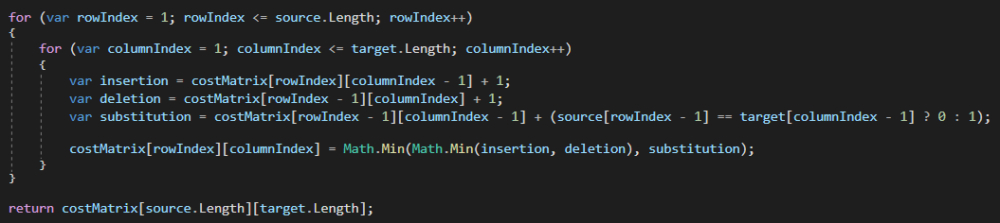 for (var rowIndex = 1; rowIndex <= source.Length; rowIndex++)
{
    for (var columnIndex = 1; columnIndex <= target.Length; columnIndex++)
    {
        var insertion = costMatrix[rowIndex][columnIndex - 1] + 1;
        var deletion = costMatrix[rowIndex - 1][columnIndex] + 1;
        var substitution = costMatrix[rowIndex - 1][columnIndex - 1] + (source[rowIndex - 1] == target[columnIndex - 1] ? 0 : 1);

        costMatrix[rowIndex][columnIndex] = Math.Min(Math.Min(insertion, deletion), substitution);
    }
}

return costMatrix[source.Length][target.Length];